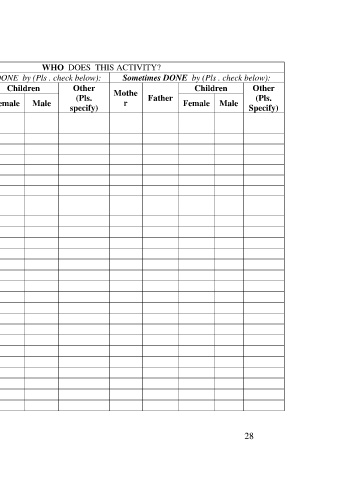 WHO DOES THIS ACTIVITY?
DONE by (Pls . check below): Sometimes DONE by (Pls . check below):
Children Other (Pls. specify) Mother Father Children Other (Pls. Specify)
Male Female Male
28